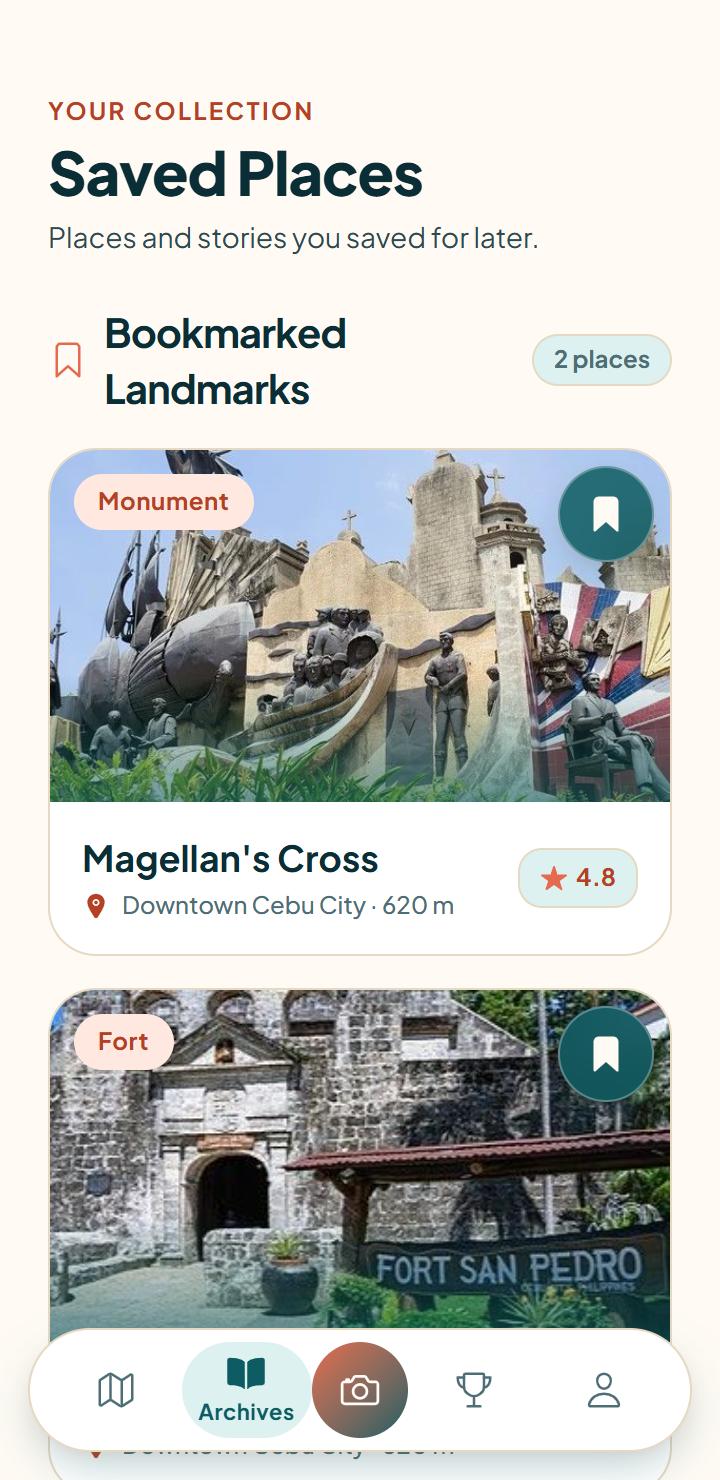 YOUR COLLECTION
Saved Places
Places and stories you saved for later.
Bookmarked
Landmarks
2 places
Monument
Magellan's Cross
Downtown Cebu City · 620 m
4.8
Fort
FORT SAN PEDRO
Archives